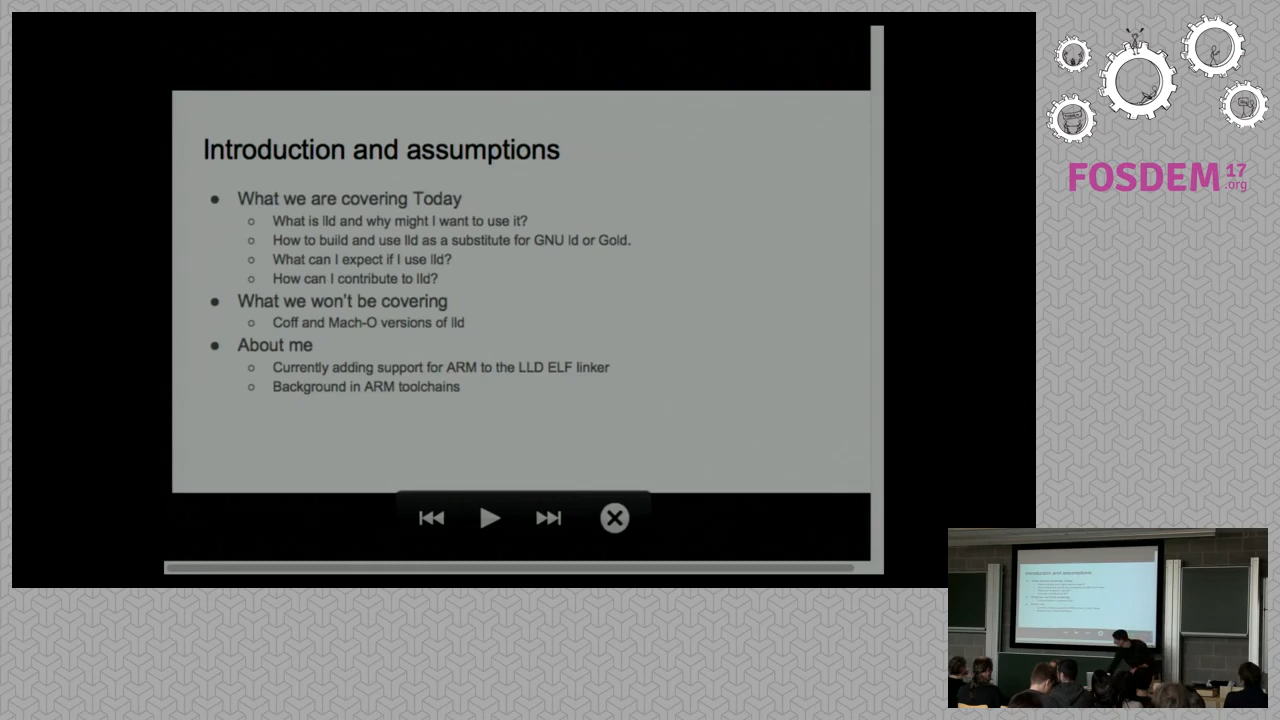 Introduction and assumptions
● What we are covering Today
○ What is lld and why might I want to use it?
○ How to build and use lld as a substitute for GNU ld or Gold.
○ What can I expect if I use lld?
○ How can I contribute to lld?
● What we won't be covering
○ Coff and Mach-O versions of lld
● About me
○ Currently adding support for ARM to the LLD ELF linker
○ Background in ARM toolchains
FOSDEM 17
.org
Introduction and assumptions